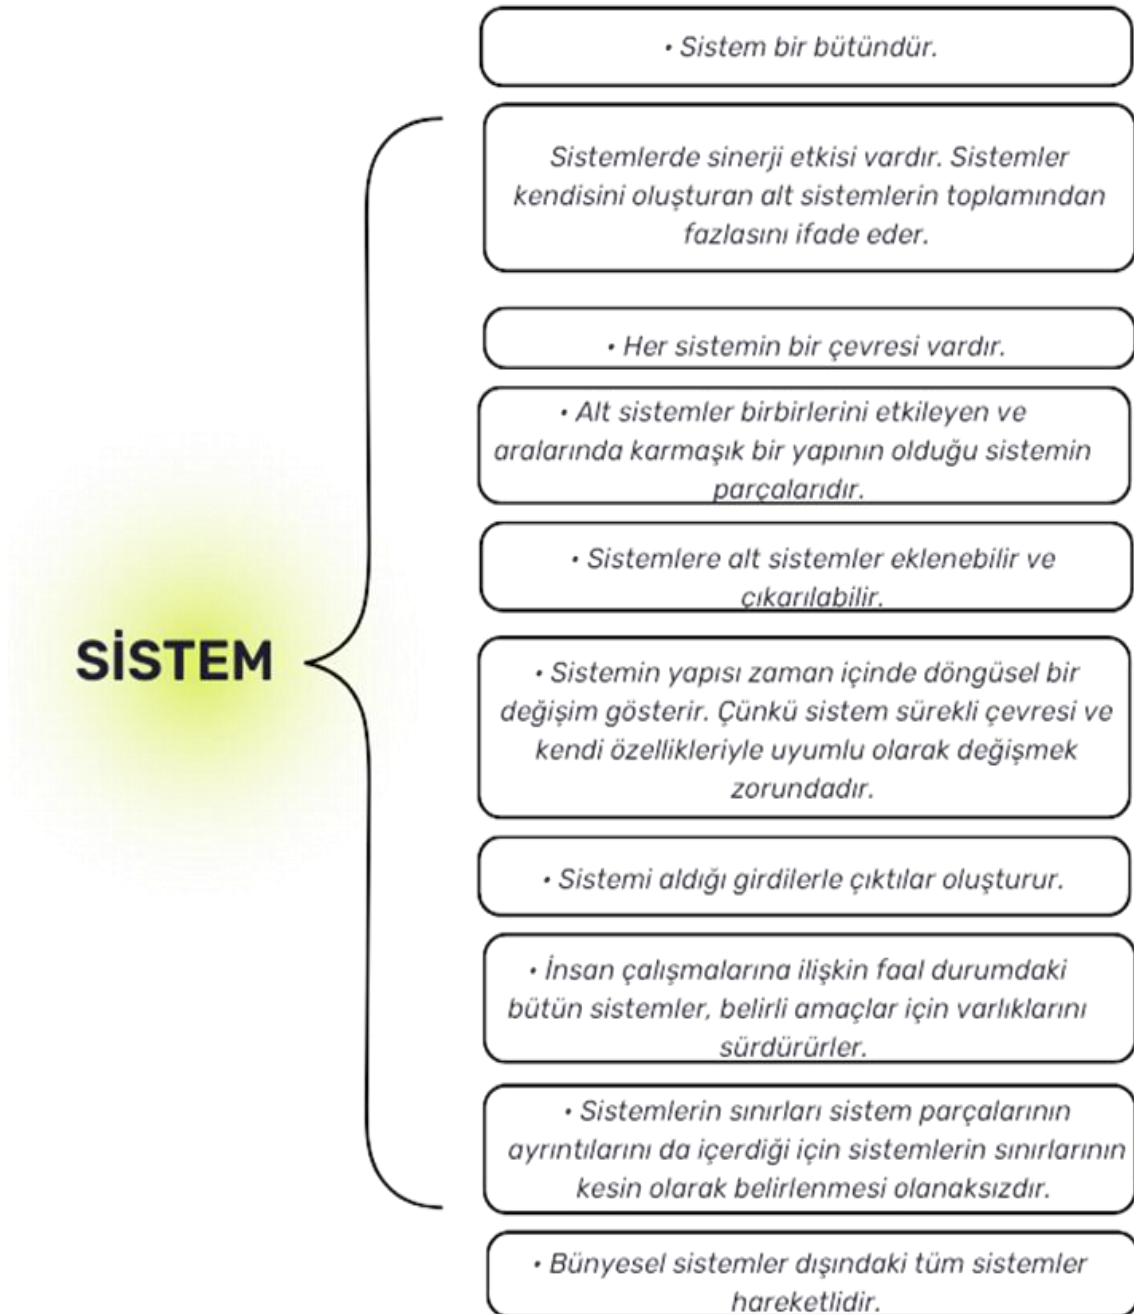 • Sistem bir bütündür.
Sistemlerde sinerji etkisi vardır. Sistemler
kendisini oluşturan alt sistemlerin toplamından
fazlasını ifade eder.
• Her sistemin bir çevresi vardır.
• Alt sistemler birbirlerini etkileyen ve
aralarında karmaşık bir yapının olduğu sistemin
parçalarıdır.
• Sistemlere alt sistemler eklenebilir ve
çıkarılabilir.
SİSTEM
• Sistemin yapısı zaman içinde döngüsel bir
değişim gösterir. Çünkü sistem sürekli çevresi ve
kendi özellikleriyle uyumlu olarak değişmek
zorundadır.
• Sistemi aldığı girdilerle çıktılar oluşturur.
• İnsan çalışmalarına ilişkin faal durumdaki
bütün sistemler, belirli amaçlar için varlıklarını
sürdürürler.
• Sistemlerin sınırları sistem parçalarının
ayrıntılarını da içerdiği için sistemlerin sınırlarının
kesin olarak belirlenmesi olanaksızdır.
• Bünyesel sistemler dışındaki tüm sistemler
hareketlidir.